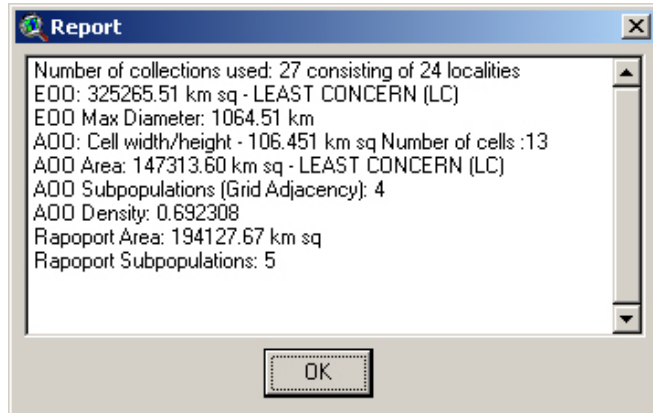 Report
Number of collections used: 27 consisting of 24 localities
EOO: 325265.51 km sq - LEAST CONCERN (LC)
EOO Max Diameter: 1064.51 km
AOO: Cell width/height - 106.451 km sq Number of cells :13
AOO Area: 147313.60 km sq - LEAST CONCERN (LC)
AOO Subpopulations (Grid Adjacency): 4
AOO Density: 0.692308
Rapoport Area: 194127.67 km sq
Rapoport Subpopulations: 5
OK